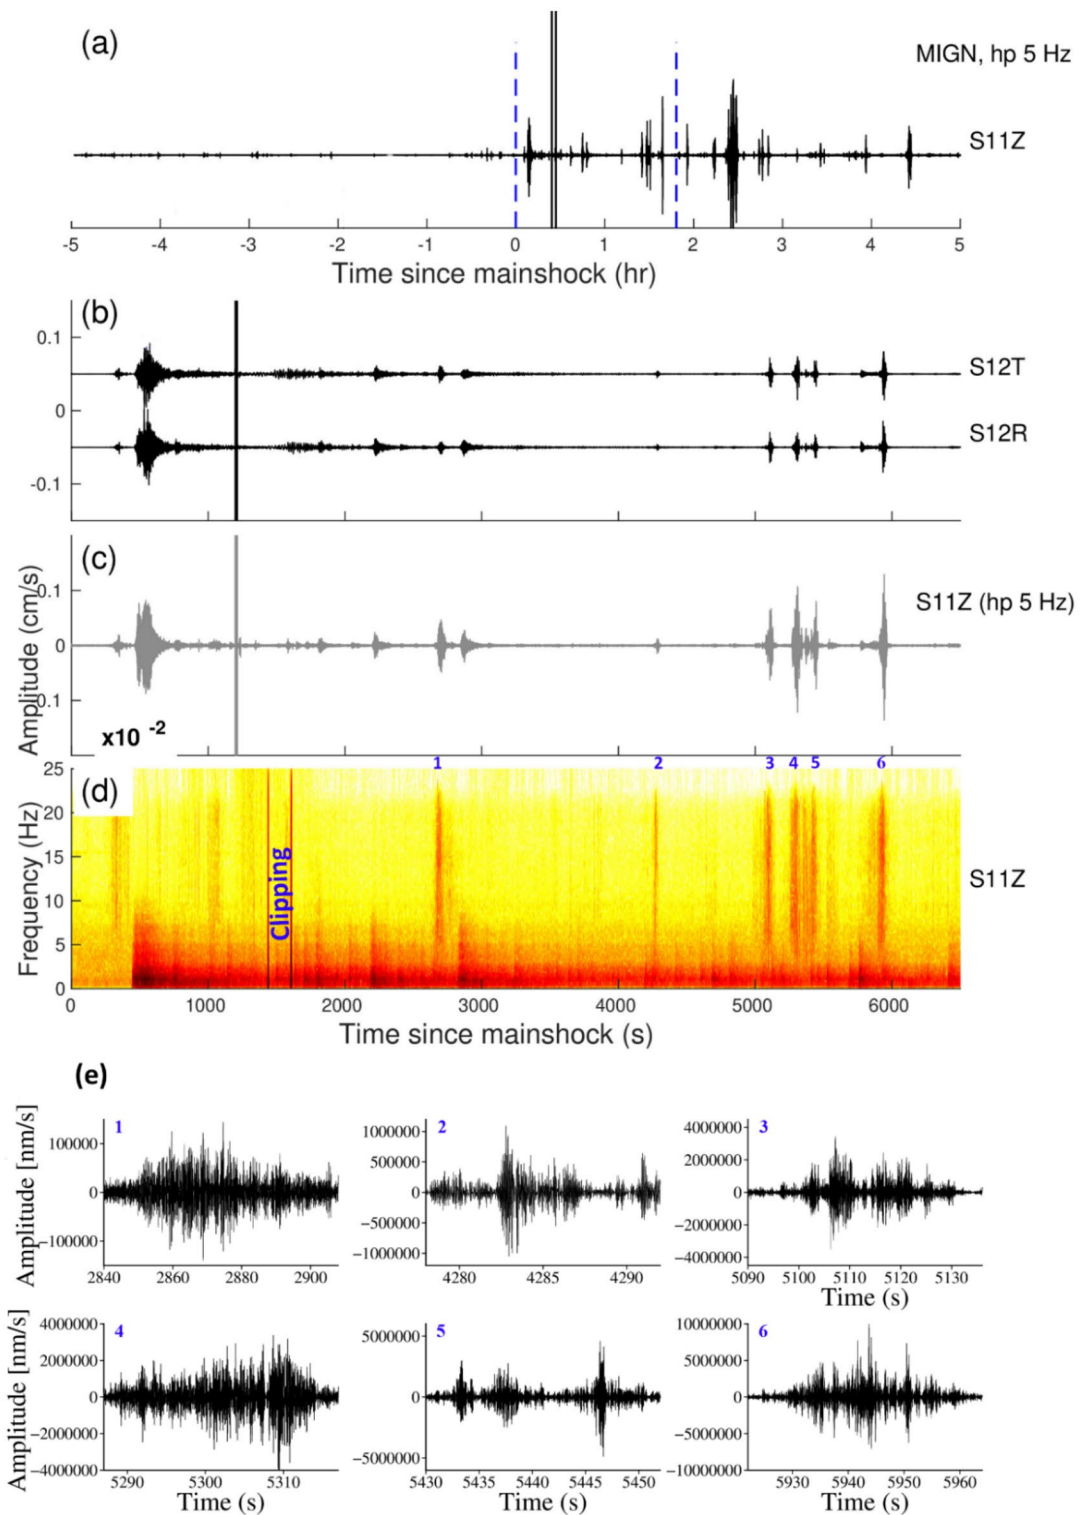 (a)
MIGN, hp 5 Hz
S11Z
-5 -4 -3 -2 -1 0 1 2 3 4 5
Time since mainshock (hr)
(b)
0.1
S12T
0
S12R
-0.1
(c)
Amplitude (cm/s)
0.1
S11Z (hp 5 Hz)
0
0.1
x10 -2
1 2 3 4 5 6
(d)
Frequency (Hz)
25
20
15
10
5
0
Clipping
S11Z
0 1000 2000 3000 4000 5000 6000
Time since mainshock (s)
(e)
Amplitude [nm/s]
1
100000
0
−100000
2840 2860 2880 2900
2
1000000
500000
0
−500000
−1000000
4280 4285 4290
3
4000000
2000000
0
−2000000
−4000000
5090 5100 5110 5120 5130
Time (s)
Amplitude [nm/s]
4
4000000
2000000
0
−2000000
−4000000
5290 5300 5310
Time (s)
5
5000000
0
−5000000
5430 5435 5440 5445 5450
Time (s)
6
10000000
5000000
0
−5000000
−10000000
5930 5940 5950 5960
Time (s)